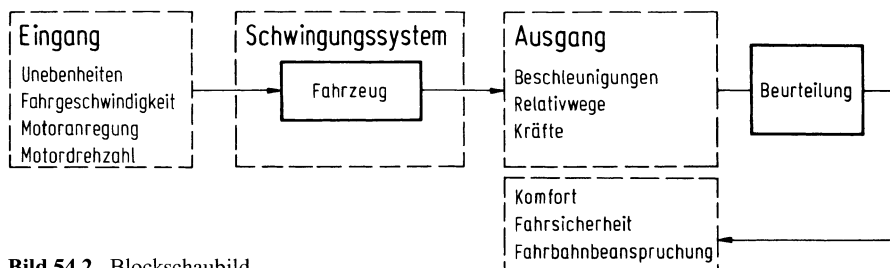 Eingang
Unebenheiten
Fahrgeschwindigkeit
Motoranregung
Motordrehzahl
Schwingungssystem
Fahrzeug
Ausgang
Beschleunigungen
Relativwege
Kräfte
Beurteilung
Komfort
Fahrsicherheit
Fahrbahnbeanspruchung
Bild 54.2 Blockschaubild